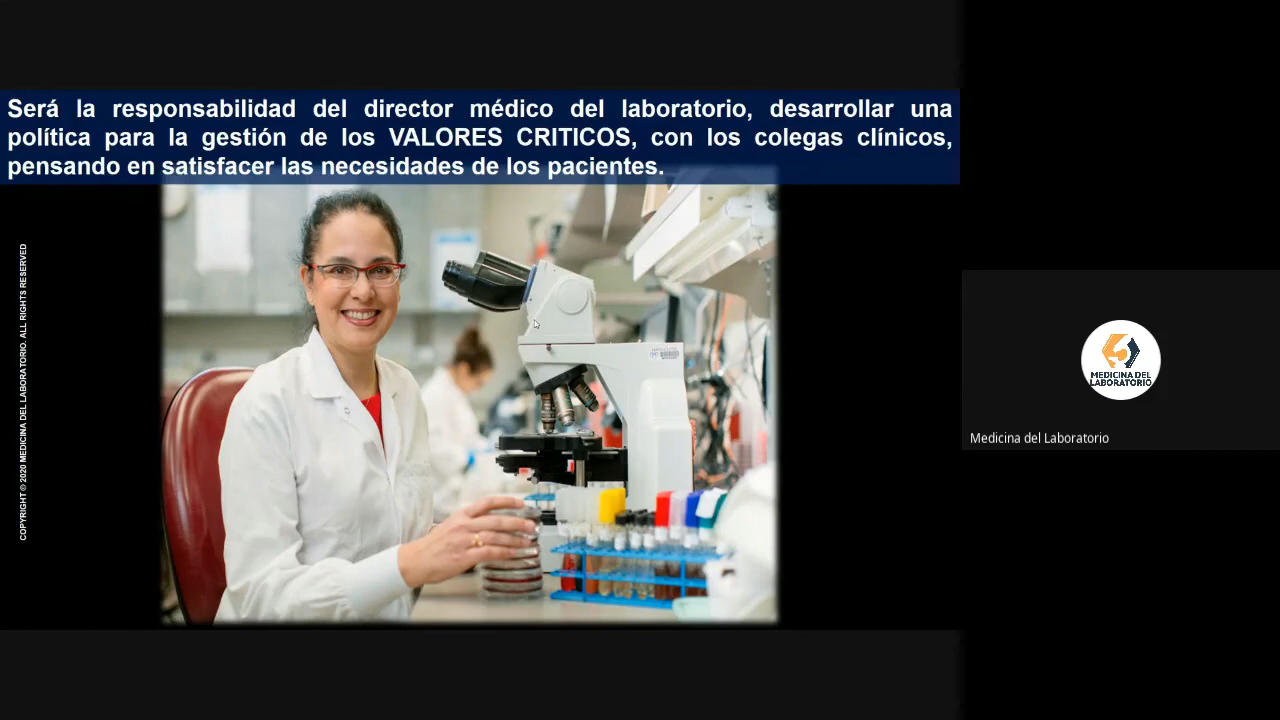 Será la responsabilidad del director médico del laboratorio, desarrollar una
política para la gestión de los VALORES CRITICOS, con los colegas clínicos,
pensando en satisfacer las necesidades de los pacientes.
COPYRIGHT © 2020 MEDICINA DEL LABORATORIO. ALL RIGHTS RESERVED
MEDICINA DEL
LABORATORIO
Medicina del Laboratorio